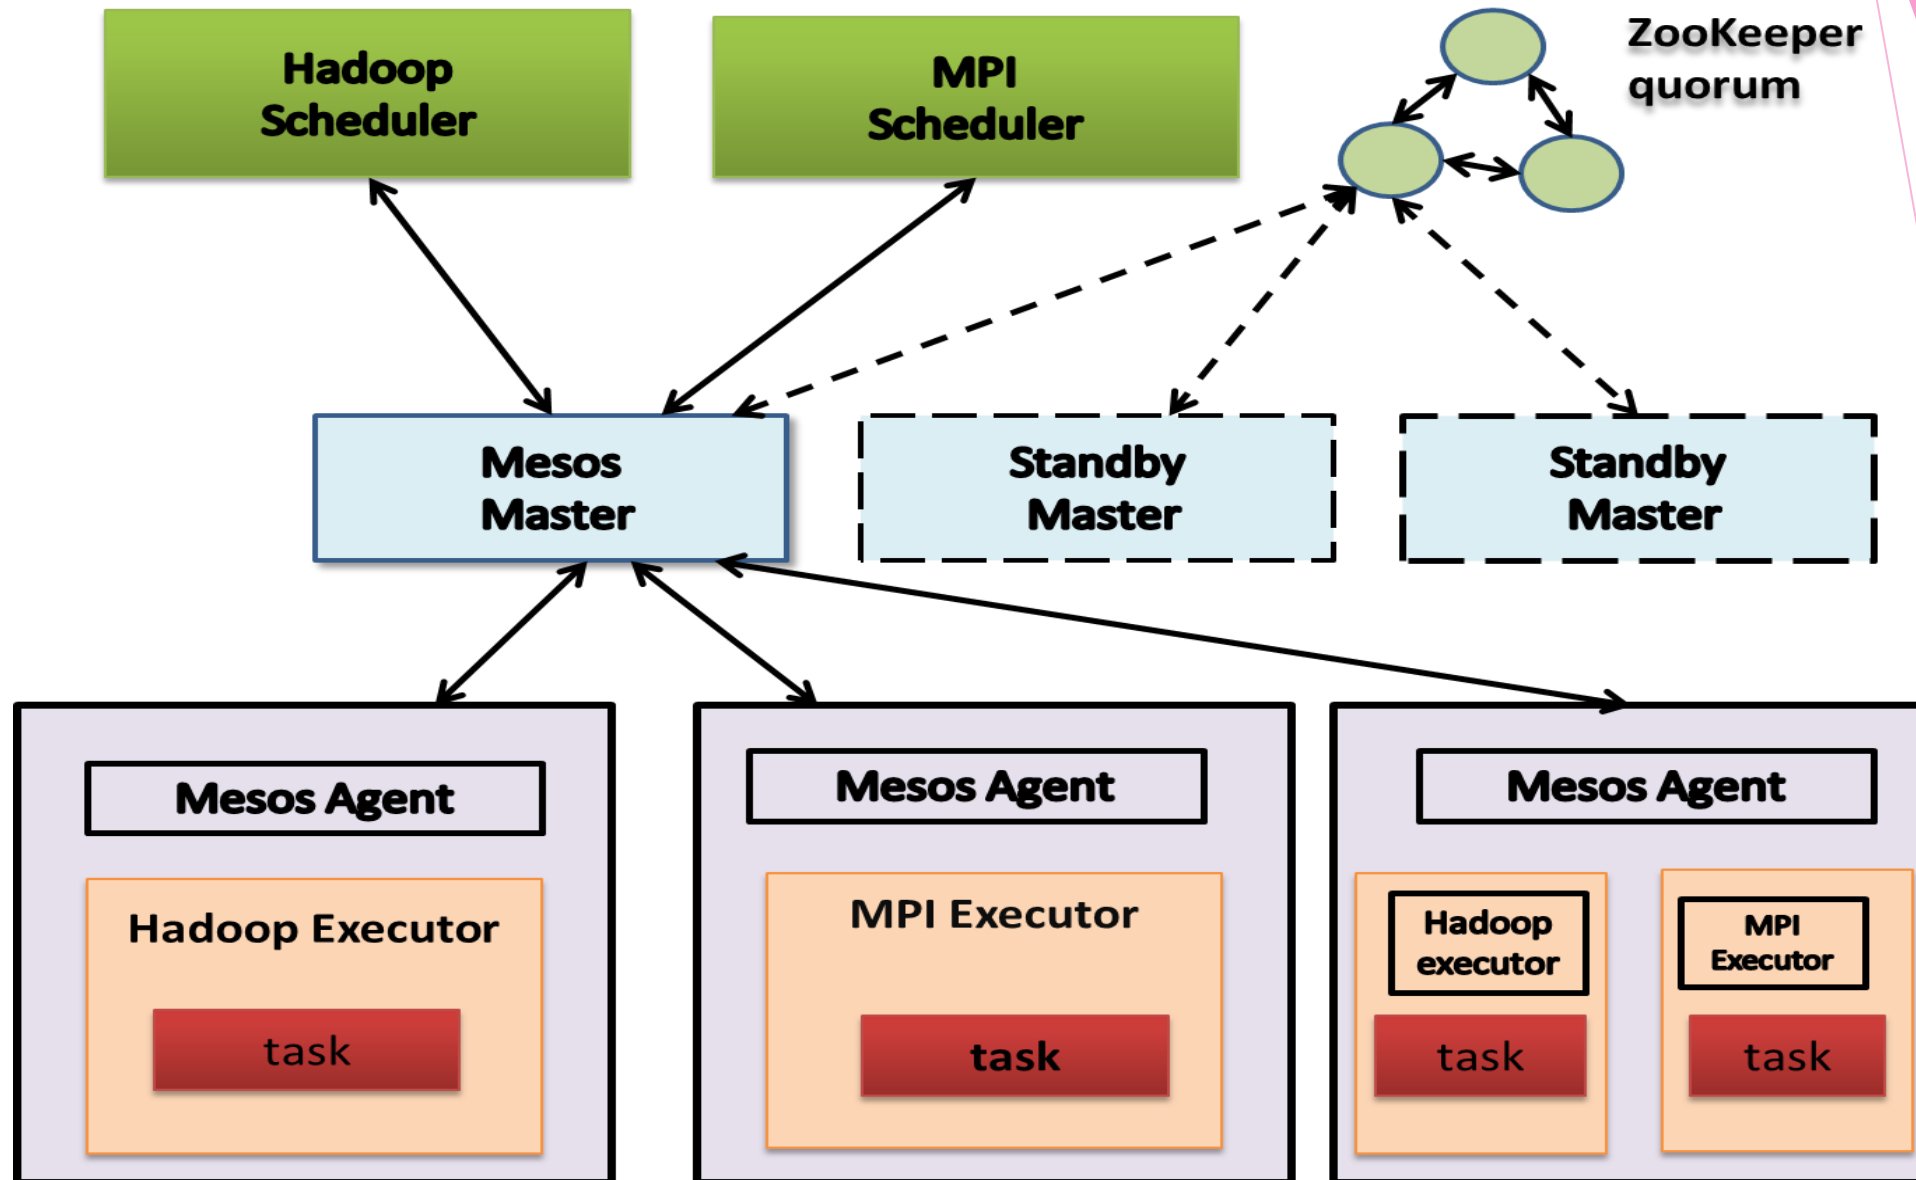 Hadoop
Scheduler
MPI
Scheduler
ZooKeeper
quorum
Mesos
Master
Standby
Master
Standby
Master
Mesos Agent
Hadoop Executor
task
Mesos Agent
MPI Executor
task
Mesos Agent
Hadoop
executor
task
MPI
Executor
task